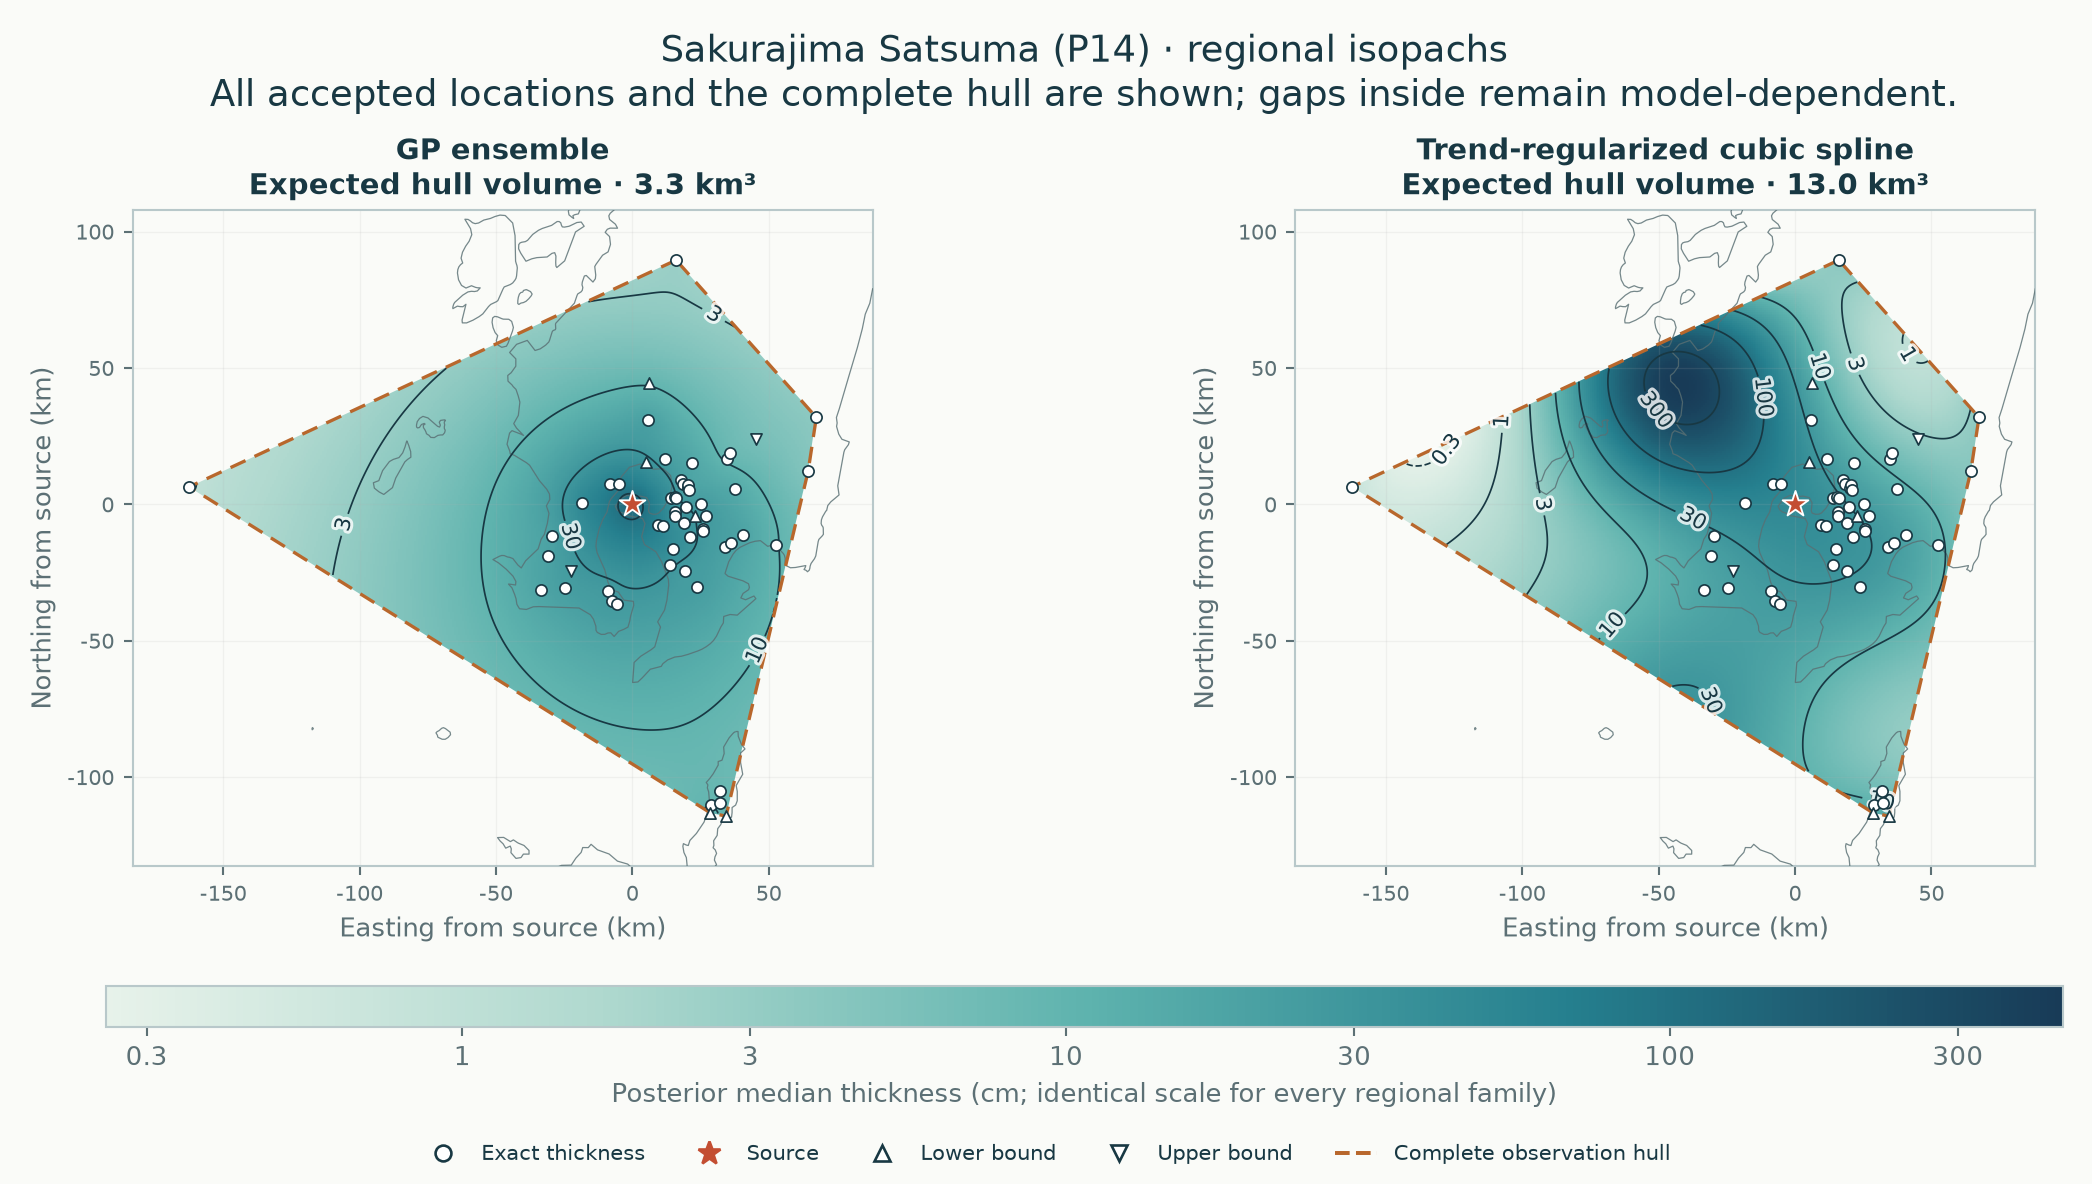 Sakurajima Satsuma (P14) · regional isopachs
All accepted locations and the complete hull are shown; gaps inside remain model-dependent.
GP ensemble
Expected hull volume · 3.3 km³
100
50
0
-50
-100
Northing from source (km)
3
3
30
10
-150
-100
-50
0
50
Easting from source (km)
Trend-regularized cubic spline
Expected hull volume · 13.0 km³
100
50
0
-50
-100
Northing from source (km)
1
3
10
100
300
1
0.3
3
30
10
30
-150
-100
-50
0
50
Easting from source (km)
0.3
1
3
10
30
100
300
Posterior median thickness (cm; identical scale for every regional family)
Exact thickness
Source
Lower bound
Upper bound
Complete observation hull